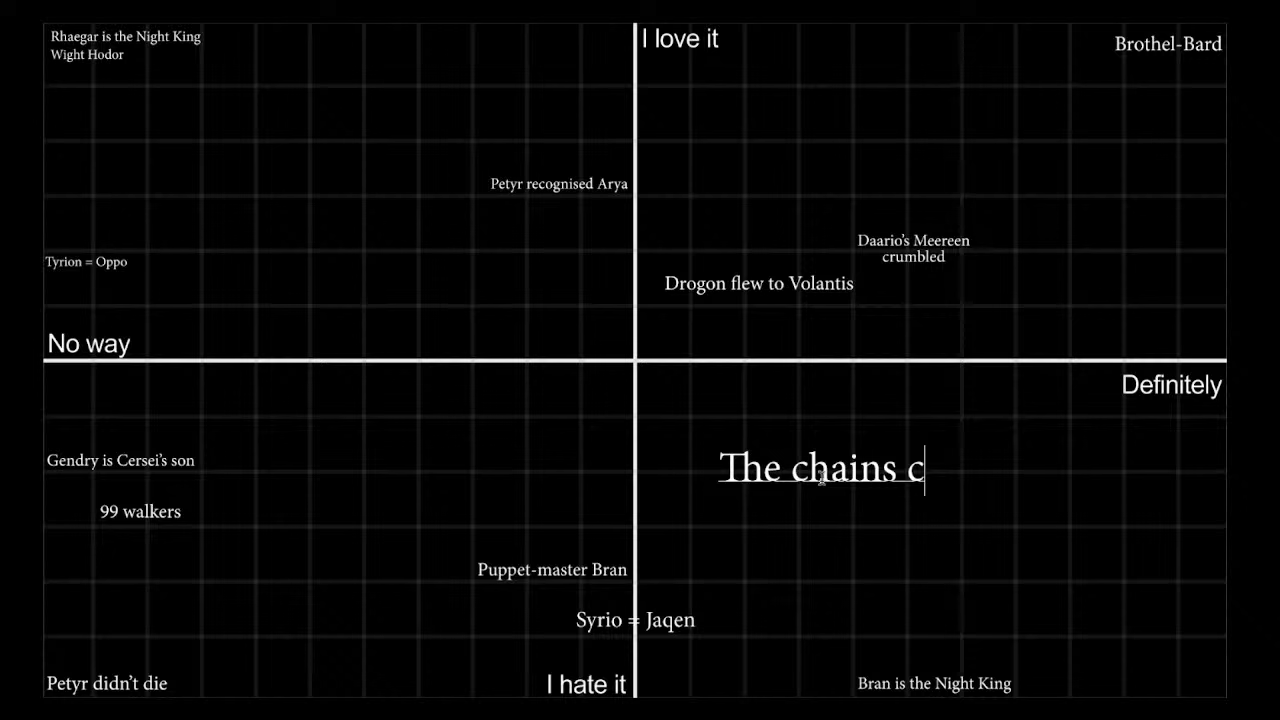 Rhaegar is the Night King
Wight Hodor
I love it
Brothel-Bard
Petyr recognised Arya
Daario's Meereen
crumbled
Tyrion = Oppo
Drogon flew to Volantis
No way
Definitely
Gendry is Cersei's son
The chains c
99 walkers
Puppet-master Bran
Syrio = Jaqen
Petyr didn't die
I hate it
Bran is the Night King